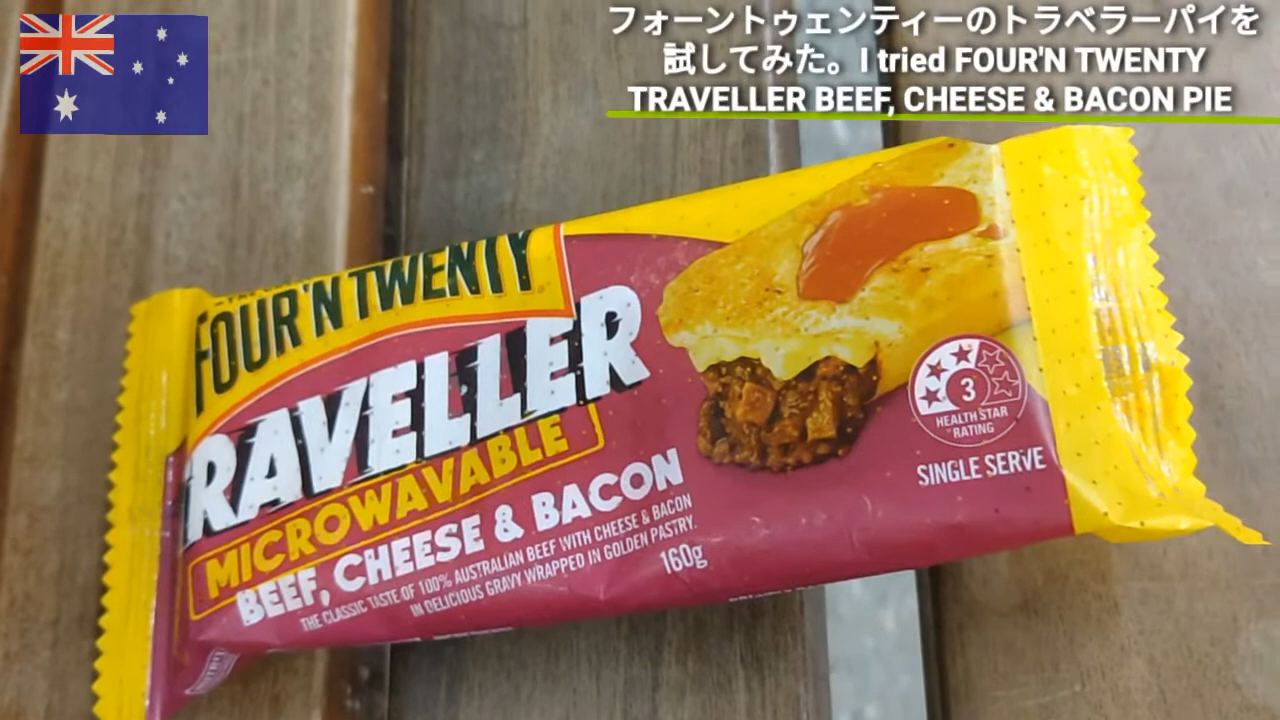 フォーントゥェンティーのトラベラーパイを
試してみた。I tried FOUR'N TWENTY
TRAVELLER BEEF, CHEESE & BACON PIE
FOUR'N TWENTY
RAVELLER
MICROWAVABLE
BEEF, CHEESE & BACON
THE CLASSIC TASTE OF 100% AUSTRALIAN BEEF WITH CHEESE & BACON
IN DELICIOUS GRAVY WRAPPED IN GOLDEN PASTRY.
160g
3
HEALTH STAR
RATING
SINGLE SERVE